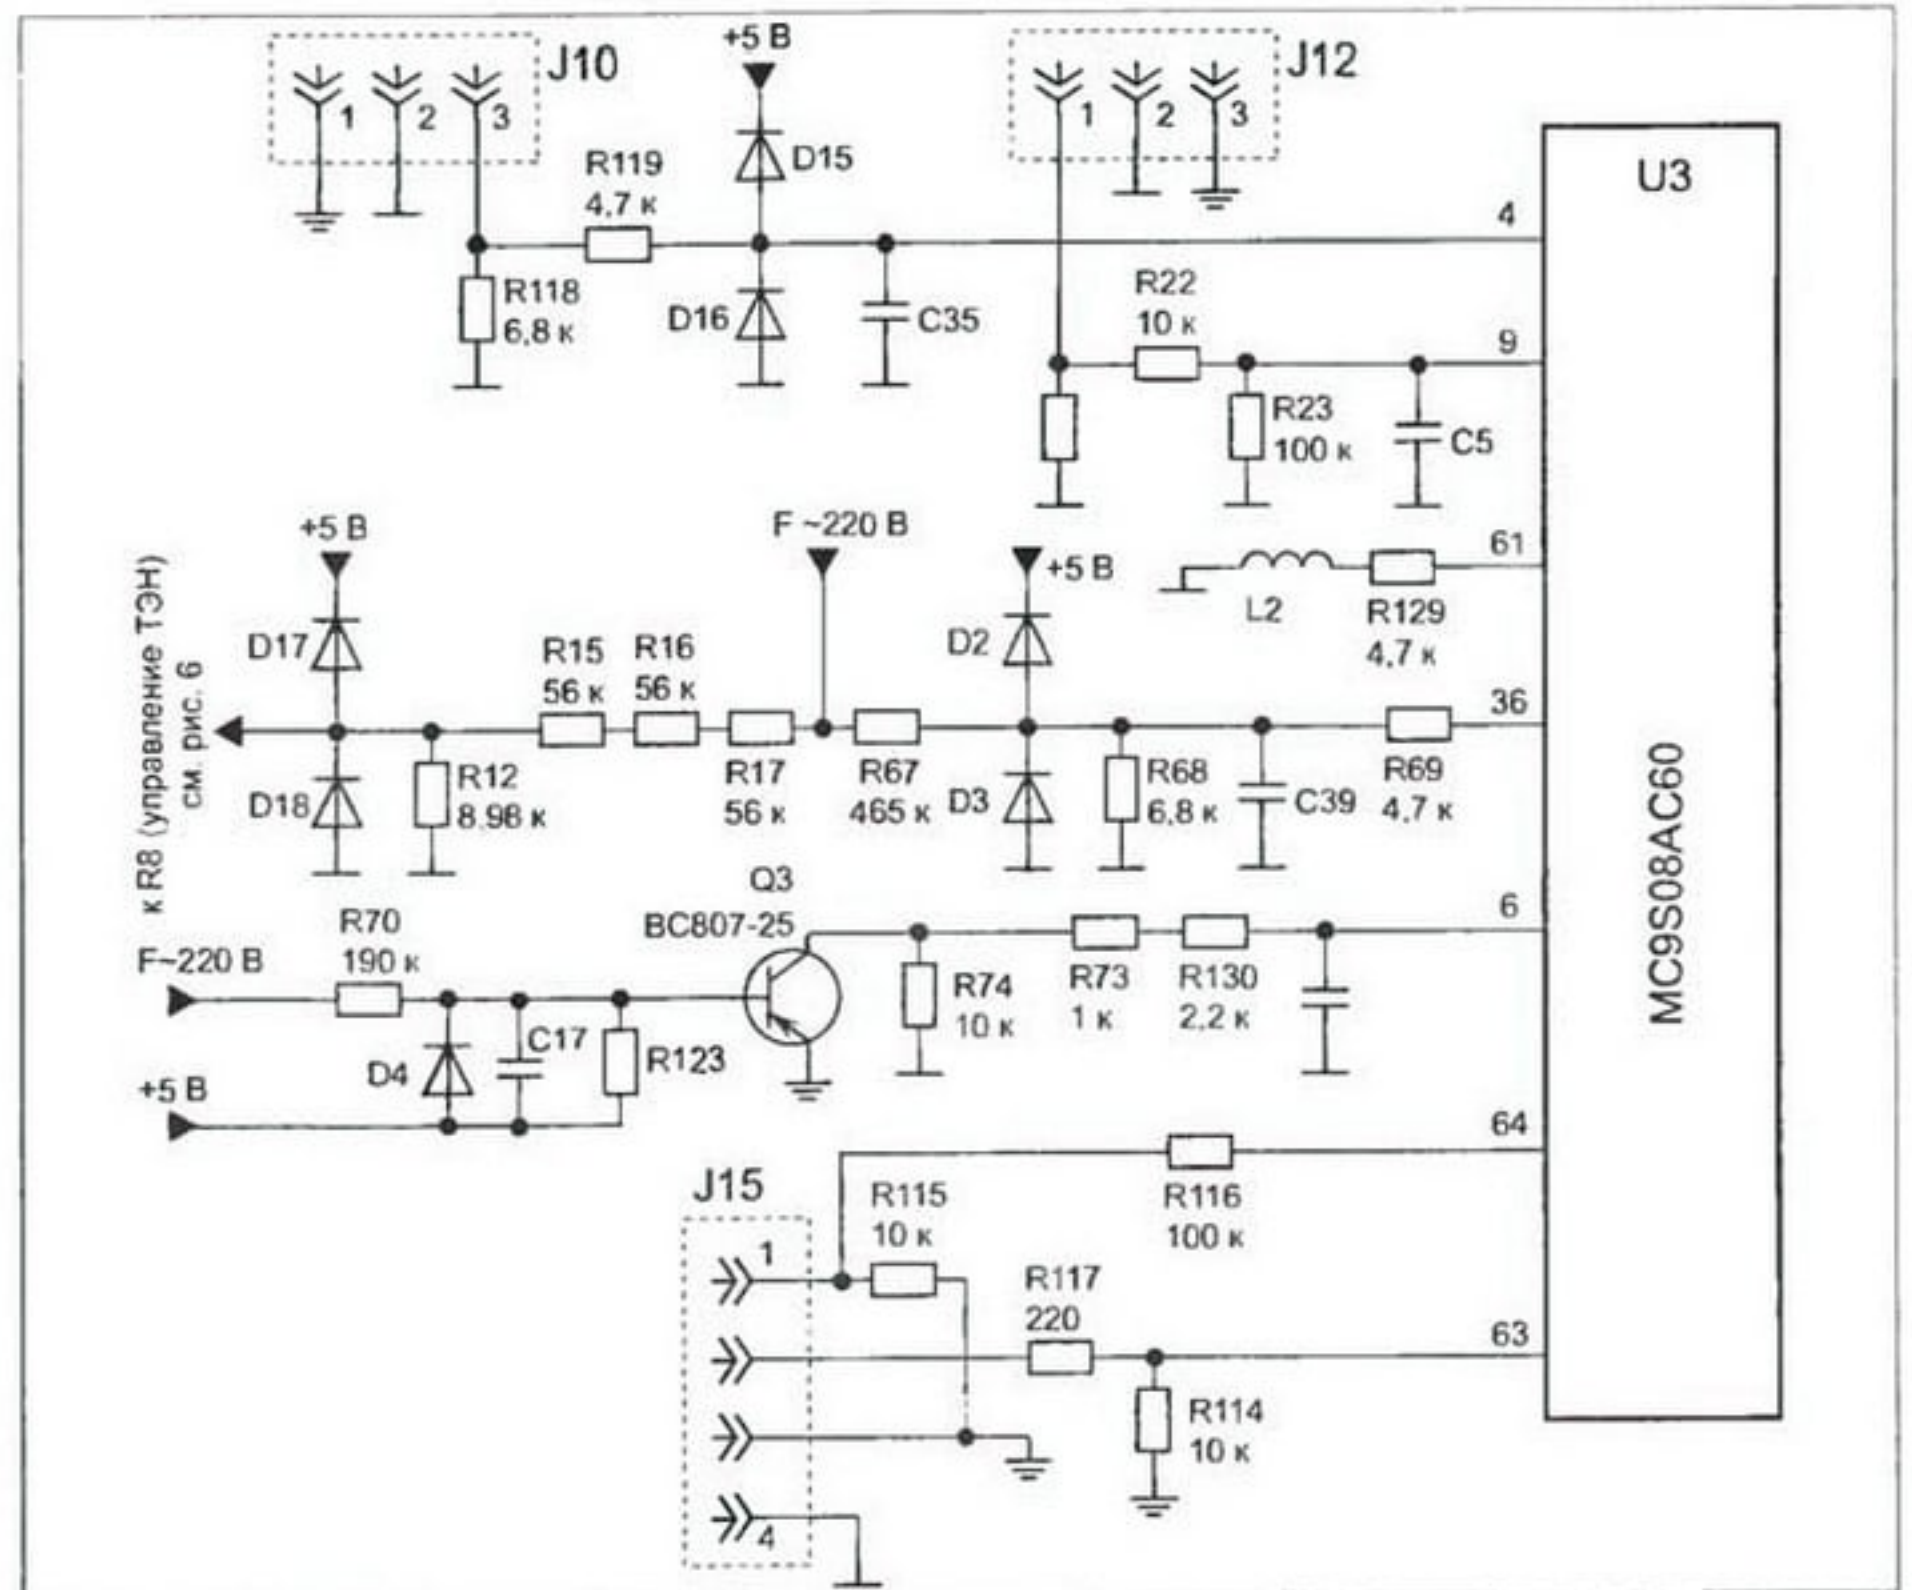 +5 В
J10
J12
1
2
3
1
2
3
D15
U3
R119
4,7 к
4
R118
6,8 к
D16
C35
R22
10 к
9
R23
100 к
C5
+5 В
F ~220 В
+5 В
61
L2
R129
4,7 к
к R8 (управление ТЭН)
см. рис. 6
D17
R15
56 к
R16
56 к
D2
36
D18
R12
8,98 к
R17
56 к
R67
465 к
D3
R68
6,8 к
C39
R69
4,7 к
MC9S08AC60
Q3
BC807-25
6
R70
190 к
F~220 В
R74
10 к
R73
1 к
R130
2,2 к
D4
C17
R123
+5 В
64
J15
R115
10 к
R116
100 к
1
R117
220
63
R114
10 к
4